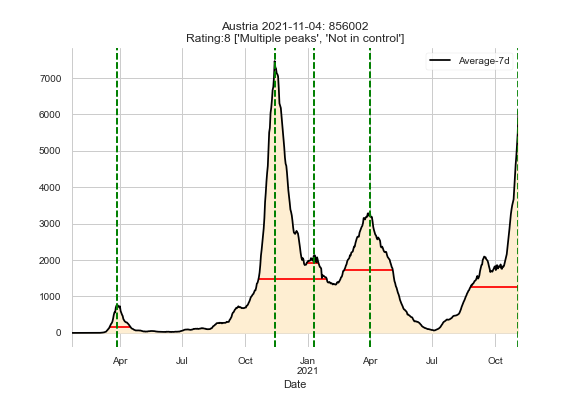 Austria 2021-11-04: 856002
Rating:8 ['Multiple peaks', 'Not in control']
Average-7d
7000
6000
5000
4000
3000
2000
1000
0
Apr Jul Oct Jan Apr Jul Oct
2021
Date